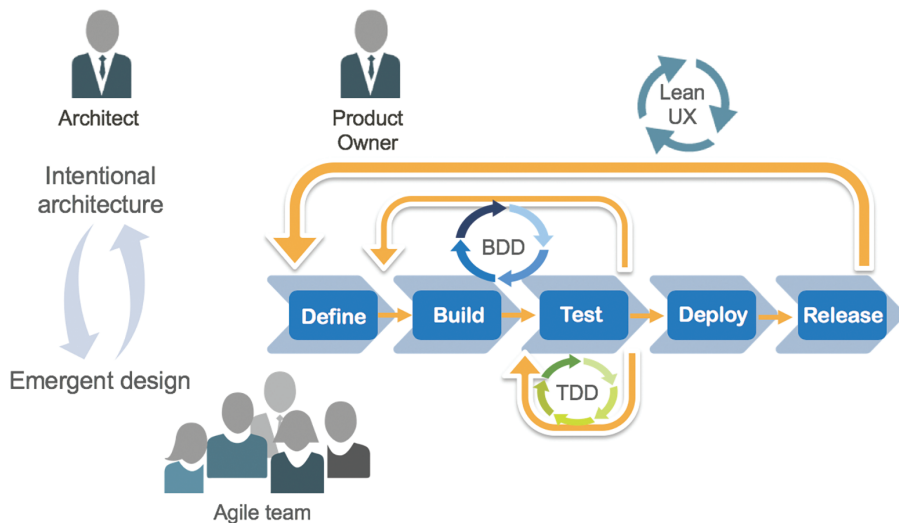 Architect
Product
Owner
Lean
UX
Intentional
architecture
BDD
Define
Build
Test
Deploy
Release
Emergent design
TDD
Agile team